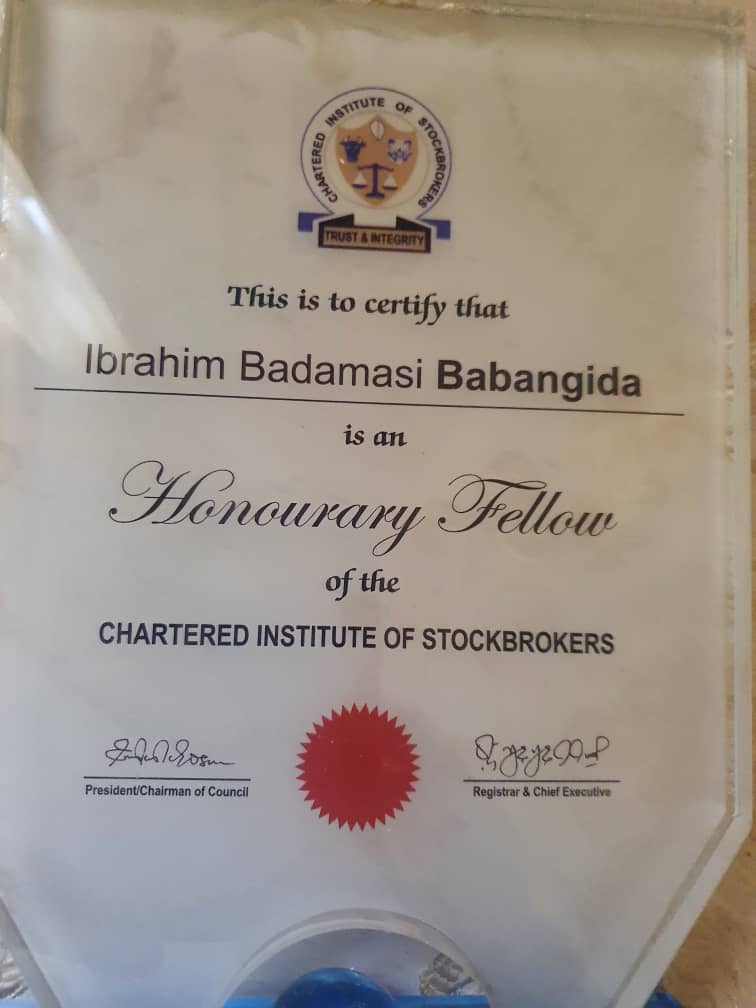 CHARTERED INSTITUTE OF STOCKBROKERS
TRUST & INTEGRITY
This is to certify that
Ibrahim Badamasi Babangida
is an
Honourary Fellow
of the
CHARTERED INSTITUTE OF STOCKBROKERS
President/Chairman of Council
Registrar & Chief Executive